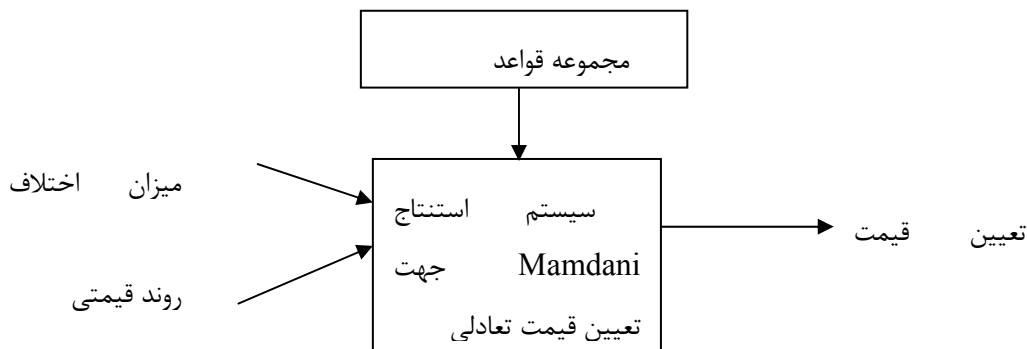 مجموعه قواعد
میزان اختلاف
روند قیمتی
سیستم استنتاج
Mamdani جهت
تعیین قیمت تعادلی
تعیین قیمت